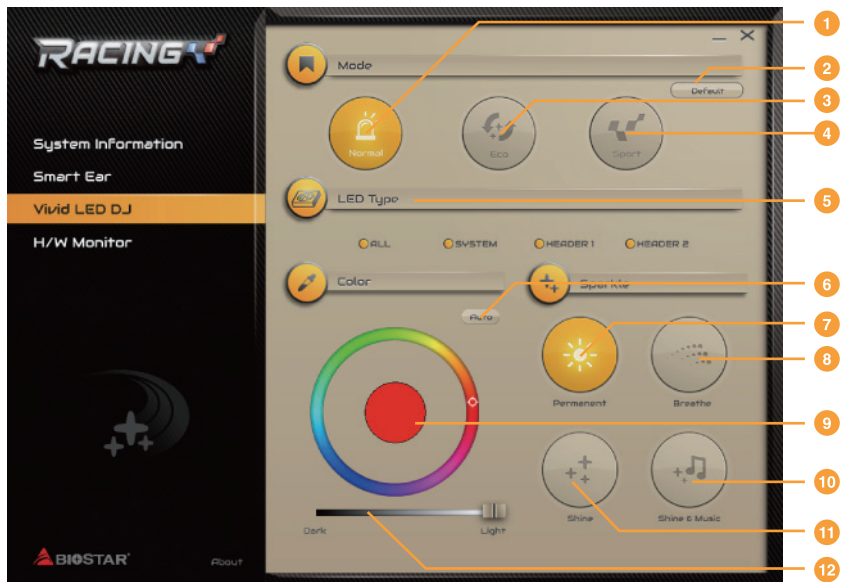 RACING
Mode
1
Default
2
Normal
Eco
Sport
3
4
System Information
Smart Ear
Vivid LED DJ
H/W Monitor
LED Type
5
ALL
SYSTEM
HEADER 1
HEADER 2
Color
Sparkle
6
Auto
7
8
Permanent
Breathe
9
10
Shine
Shine & Music
11
Dark
Light
12
BIOSTAR
About